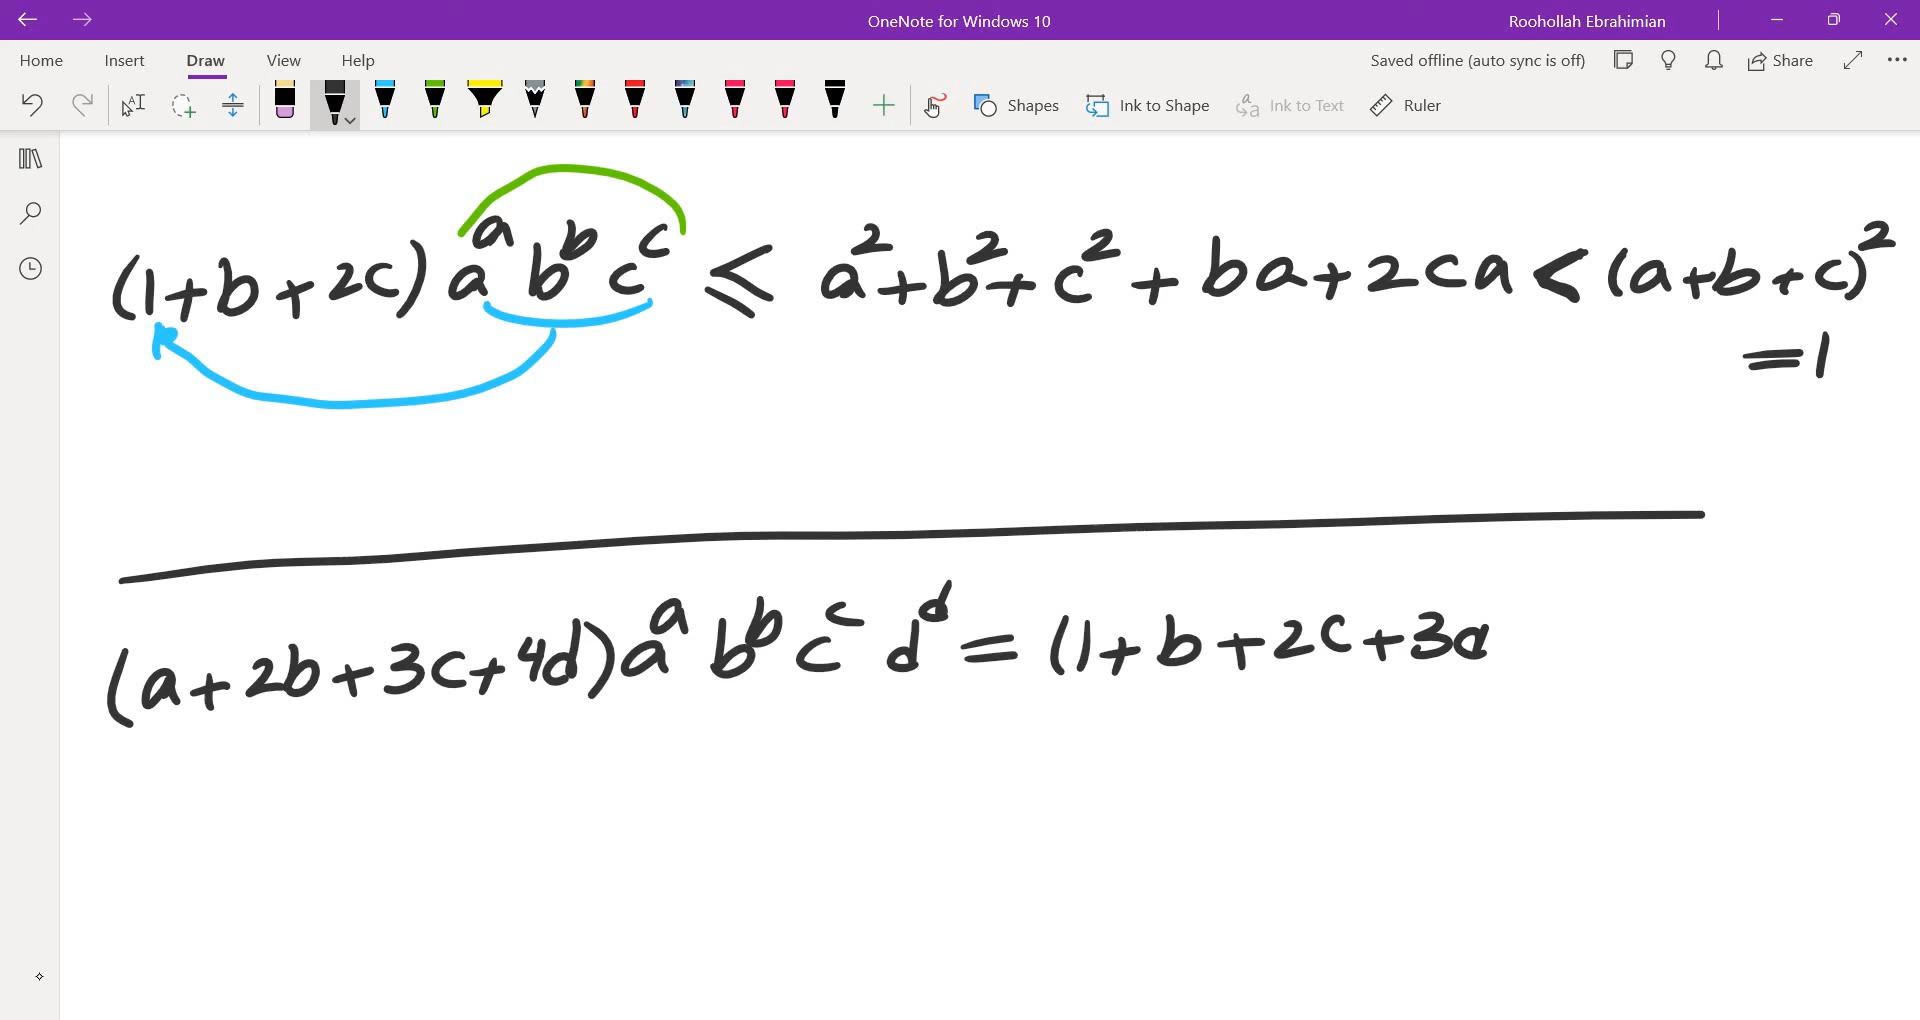 OneNote for Windows 10
Roohollah Ebrahimian
Home Insert Draw View Help
Saved offline (auto sync is off) Share
Shapes Ink to Shape Ink to Text Ruler
(1+b+2c) a^a b^b c^c ≤ a^2+b^2+c^2+ba+2ca<(a+b+c)^2
=1
(a+2b+3c+4d)a^a b^b c^c d^d=(1+b+2c+3d